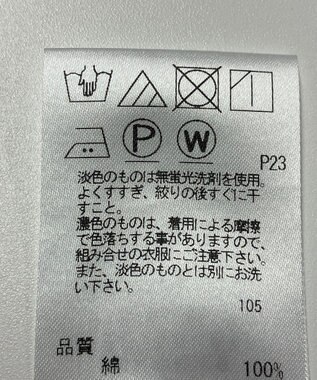 P
W
P23
淡色のものは無蛍光洗剤を使用。
よくすすぎ、絞りの後すぐに干
すこと。
濃色のものは、着用による摩擦
で色落ちする事がありますので、
組み合せの衣服にご注意下さい。
また、淡色のものとは別にお洗
い下さい。
105
品質
綿 100%